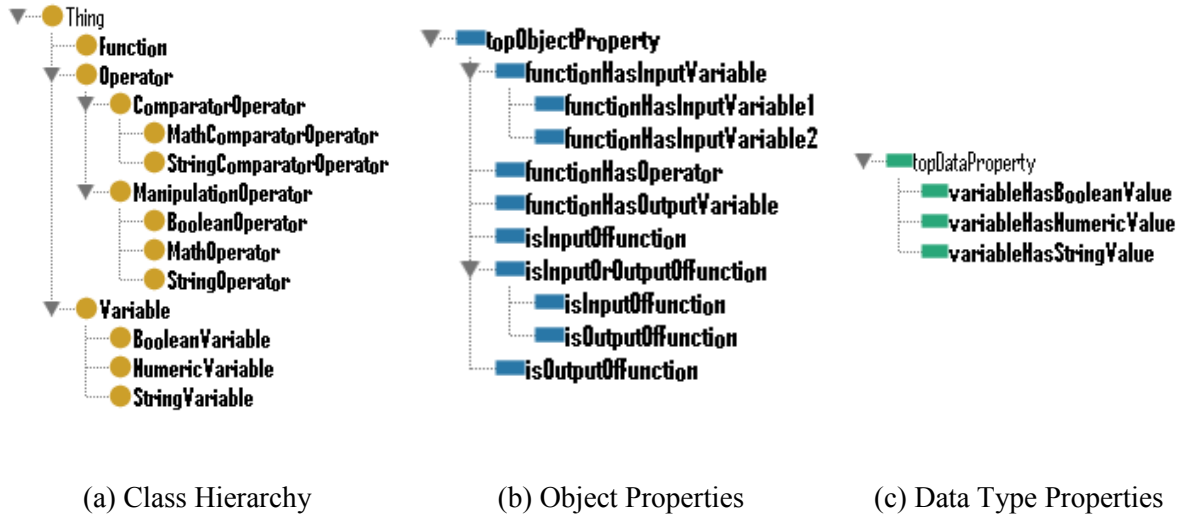 Thing
Function
Operator
ComparatorOperator
MathComparatorOperator
StringComparatorOperator
ManipulationOperator
BooleanOperator
MathOperator
StringOperator
Variable
BooleanVariable
NumericVariable
StringVariable
(a) Class Hierarchy
topObjectProperty
functionHasInputVariable
functionHasInputVariable1
functionHasInputVariable2
functionHasOperator
functionHasOutputVariable
isInputOfFunction
isInputOrOutputOfFunction
isInputOfFunction
isOutputOfFunction
isOutputOfFunction
(b) Object Properties
topDataProperty
variableHasBooleanValue
variableHasNumericValue
variableHasStringValue
(c) Data Type Properties